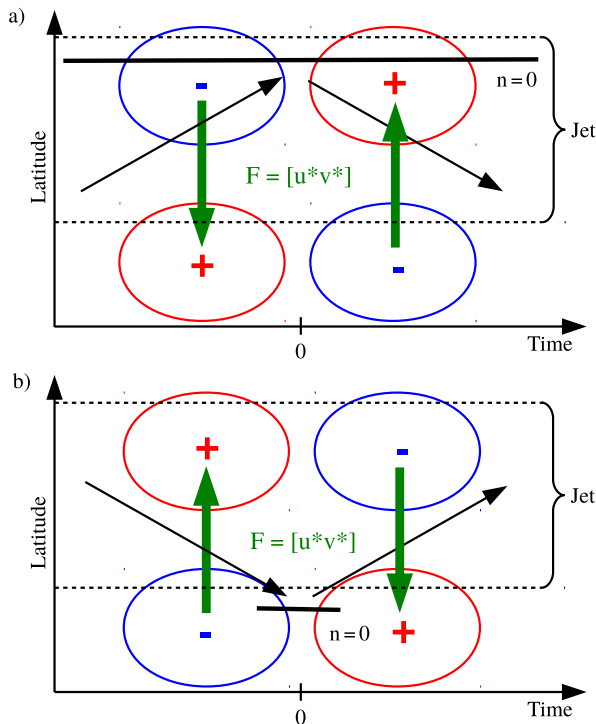 a)
Latitude
-
+
n=0
Jet
F = [u*v*]
+
-
0
Time
b)
Latitude
+
-
Jet
F = [u*v*]
-
n=0
+
0
Time